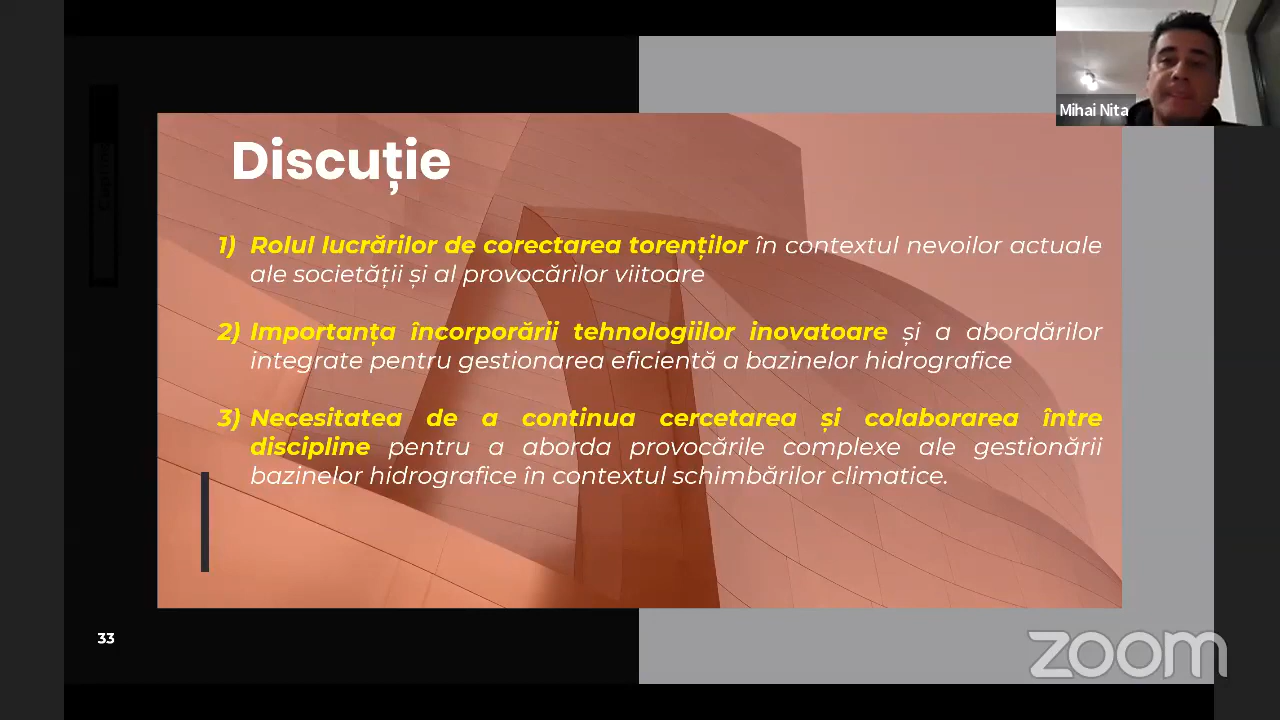 Mihai Nita
Discuție
1) Rolul lucrărilor de corectarea torenților în contextul nevoilor actuale
ale societății și al provocărilor viitoare
2) Importanța încorporării tehnologiilor inovatoare și a abordărilor
integrate pentru gestionarea eficientă a bazinelor hidrografice
3) Necesitatea de a continua cercetarea și colaborarea între
discipline pentru a aborda provocările complexe ale gestionării
bazinelor hidrografice în contextul schimbărilor climatice.
33
zoom